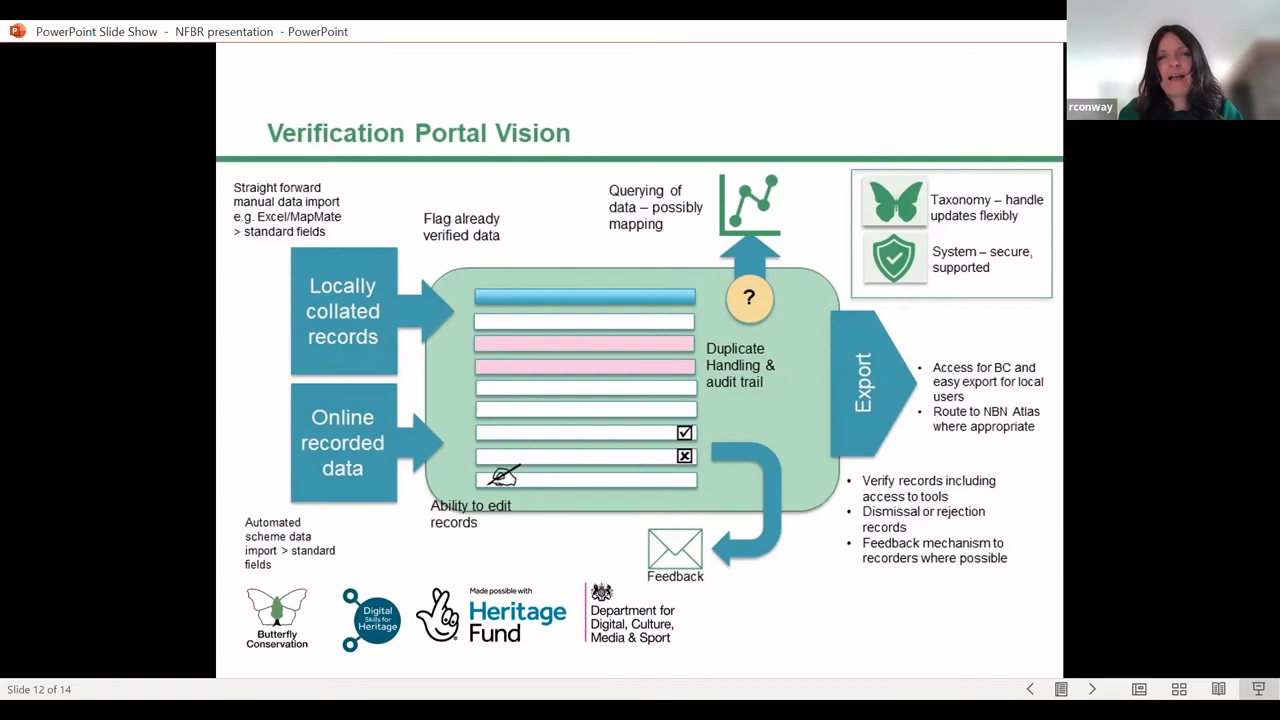 PowerPoint Slide Show - NFBR presentation - PowerPoint
rconway
Verification Portal Vision
Straight forward
manual data import
e.g. Excel/MapMate
> standard fields
Flag already
verified data
Querying of
data – possibly
mapping
Taxonomy – handle
updates flexibly
System – secure,
supported
Locally
collated
records
?
Duplicate
Handling &
audit trail
Export
• Access for BC and
easy export for local
users
• Route to NBN Atlas
where appropriate
Online
recorded
data
Ability to edit
records
• Verify records including
access to tools
• Dismissal or rejection
records
• Feedback mechanism to
recorders where possible
Automated
scheme data
import > standard
fields
Feedback
Butterfly
Conservation
Digital
Skills for
Heritage
Made possible with
Heritage
Fund
Department for
Digital, Culture,
Media & Sport
Slide 12 of 14